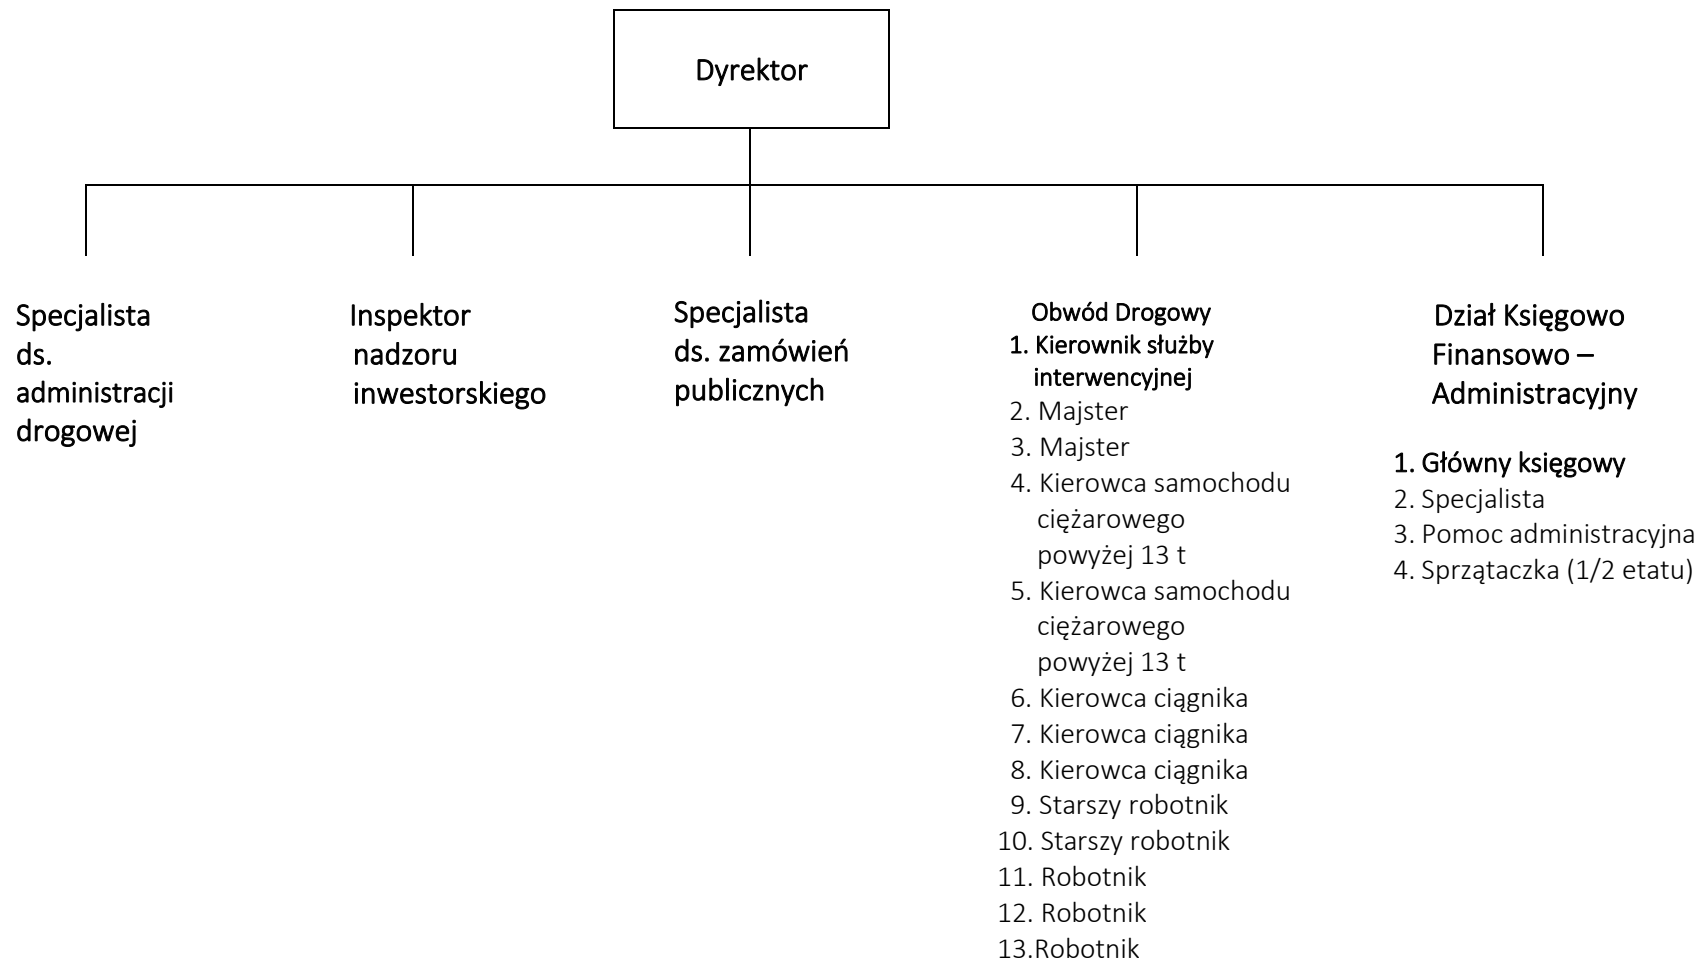 Dyrektor
Specjalista
ds.
administracji
drogowej
Inspektor
nadzoru
inwestorskiego
Specjalista
ds. zamówień
publicznych
Obwód Drogowy
1. Kierownik służby
interwencyjnej
2. Majster
3. Majster
4. Kierowca samochodu
ciężarowego
powyżej 13 t
5. Kierowca samochodu
ciężarowego
powyżej 13 t
6. Kierowca ciągnika
7. Kierowca ciągnika
8. Kierowca ciągnika
9. Starszy robotnik
10. Starszy robotnik
11. Robotnik
12. Robotnik
13.Robotnik
Dział Księgowo
Finansowo –
Administracyjny
1. Główny księgowy
2. Specjalista
3. Pomoc administracyjna
4. Sprzątaczka (1/2 etatu)